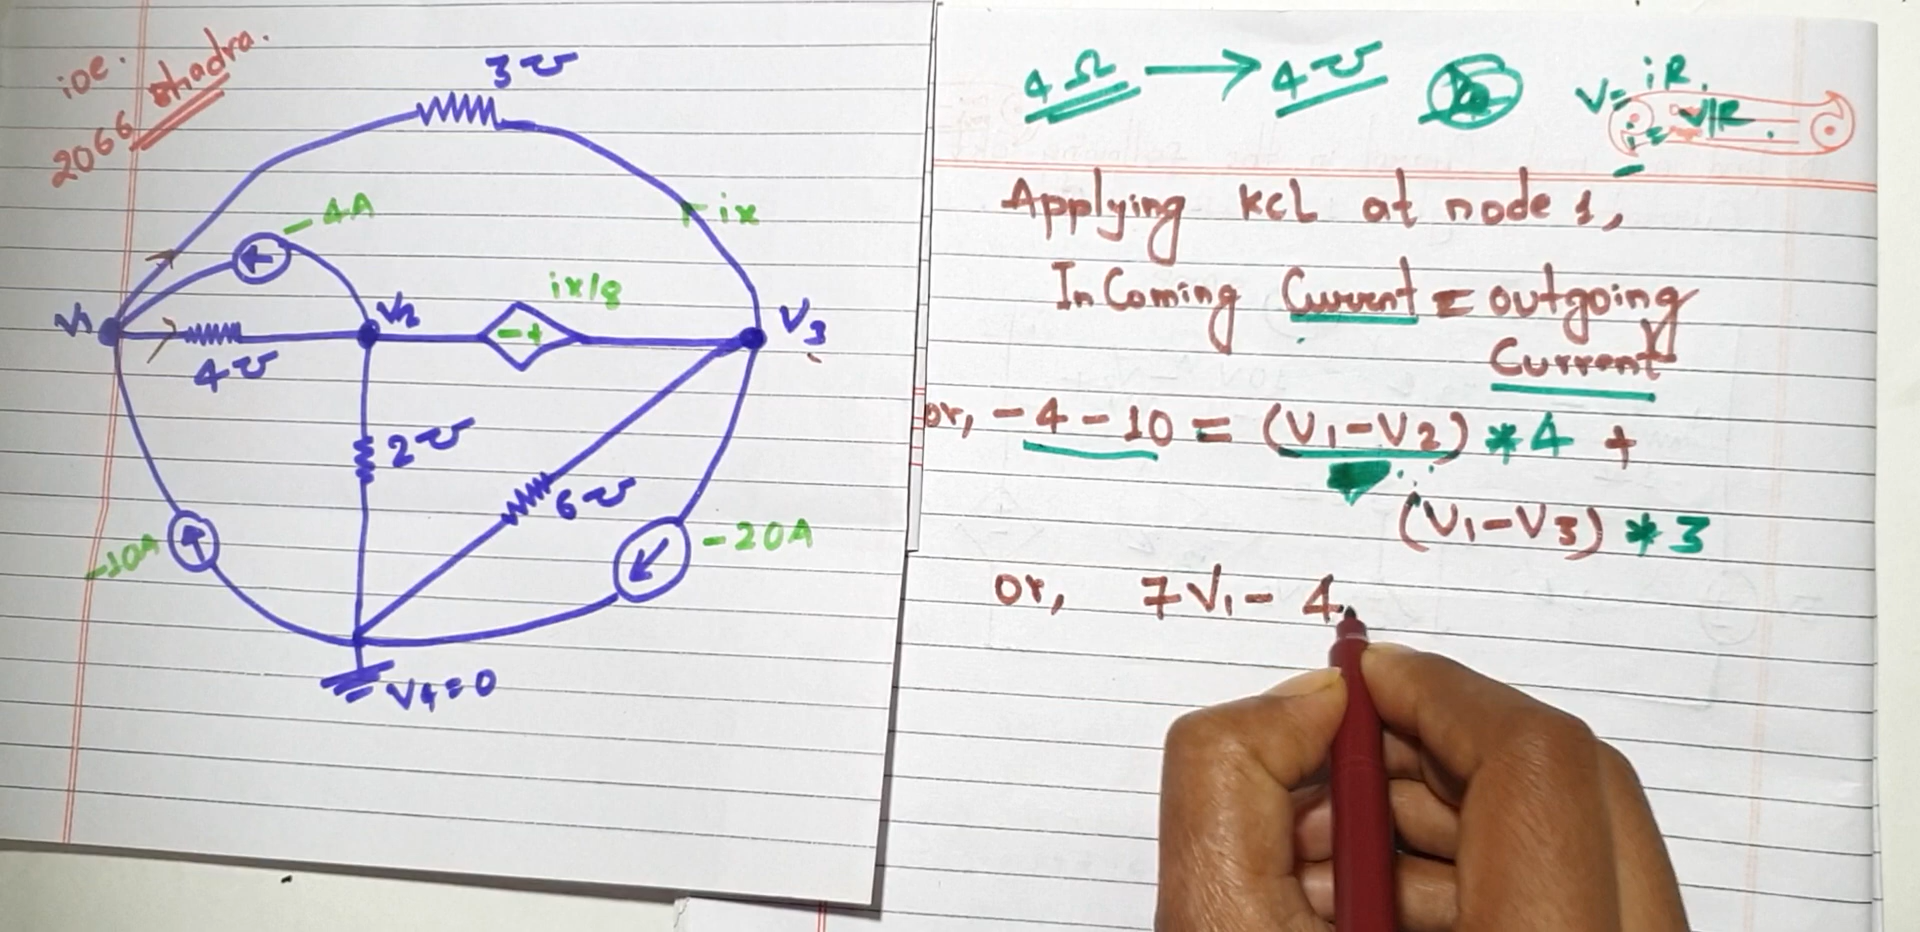 ioe.
2066 bhadra.
3℧
-4A
ix
V1
4℧
V2
ix/8
- +
V3
2℧
6℧
-10A
-20A
V4=0
4Ω → 4℧
V=iR.
i=V/R.
Applying KCL at node 1,
InComing Current = outgoing
Current
or, -4-10 = (V1-V2) *4 +
(V1-V3) *3
or, 7V1- 4